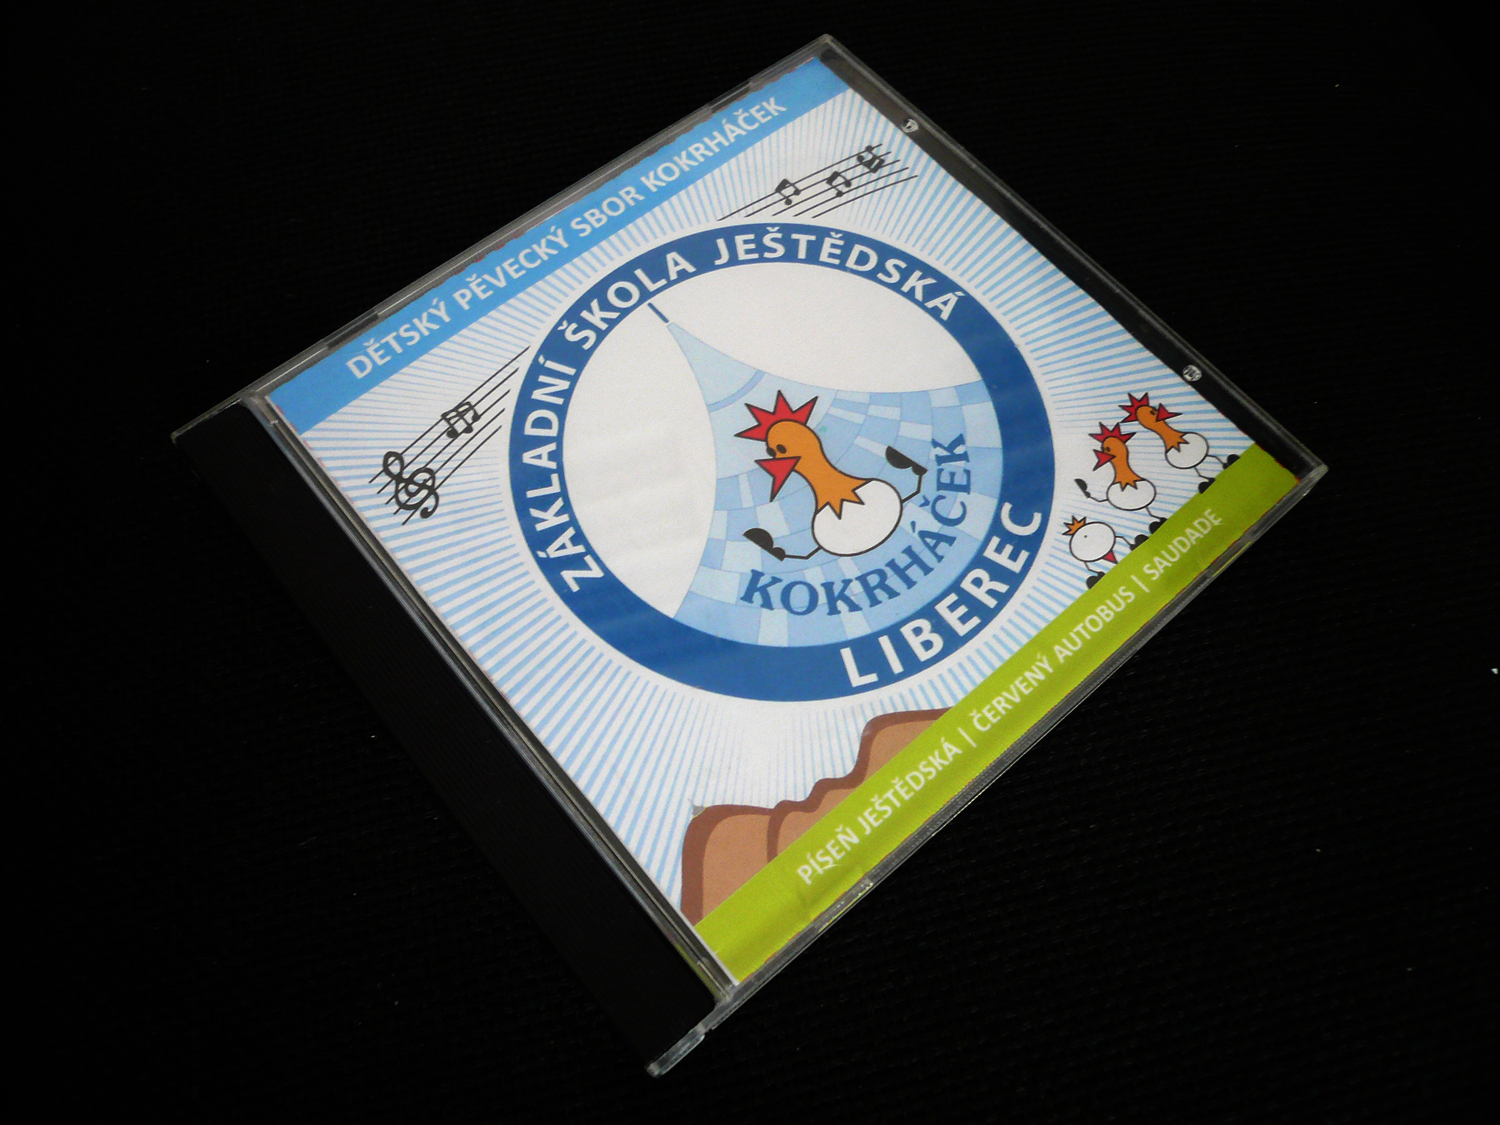 DĚTSKÝ PĚVECKÝ SBOR KOKRHÁČEK
ZÁKLADNÍ ŠKOLA JEŠTĚDSKÁ
KOKRHÁČEK
LIBEREC
PÍSEŇ JEŠTĚDSKÁ | ČERVENÝ AUTOBUS | SAUDADE